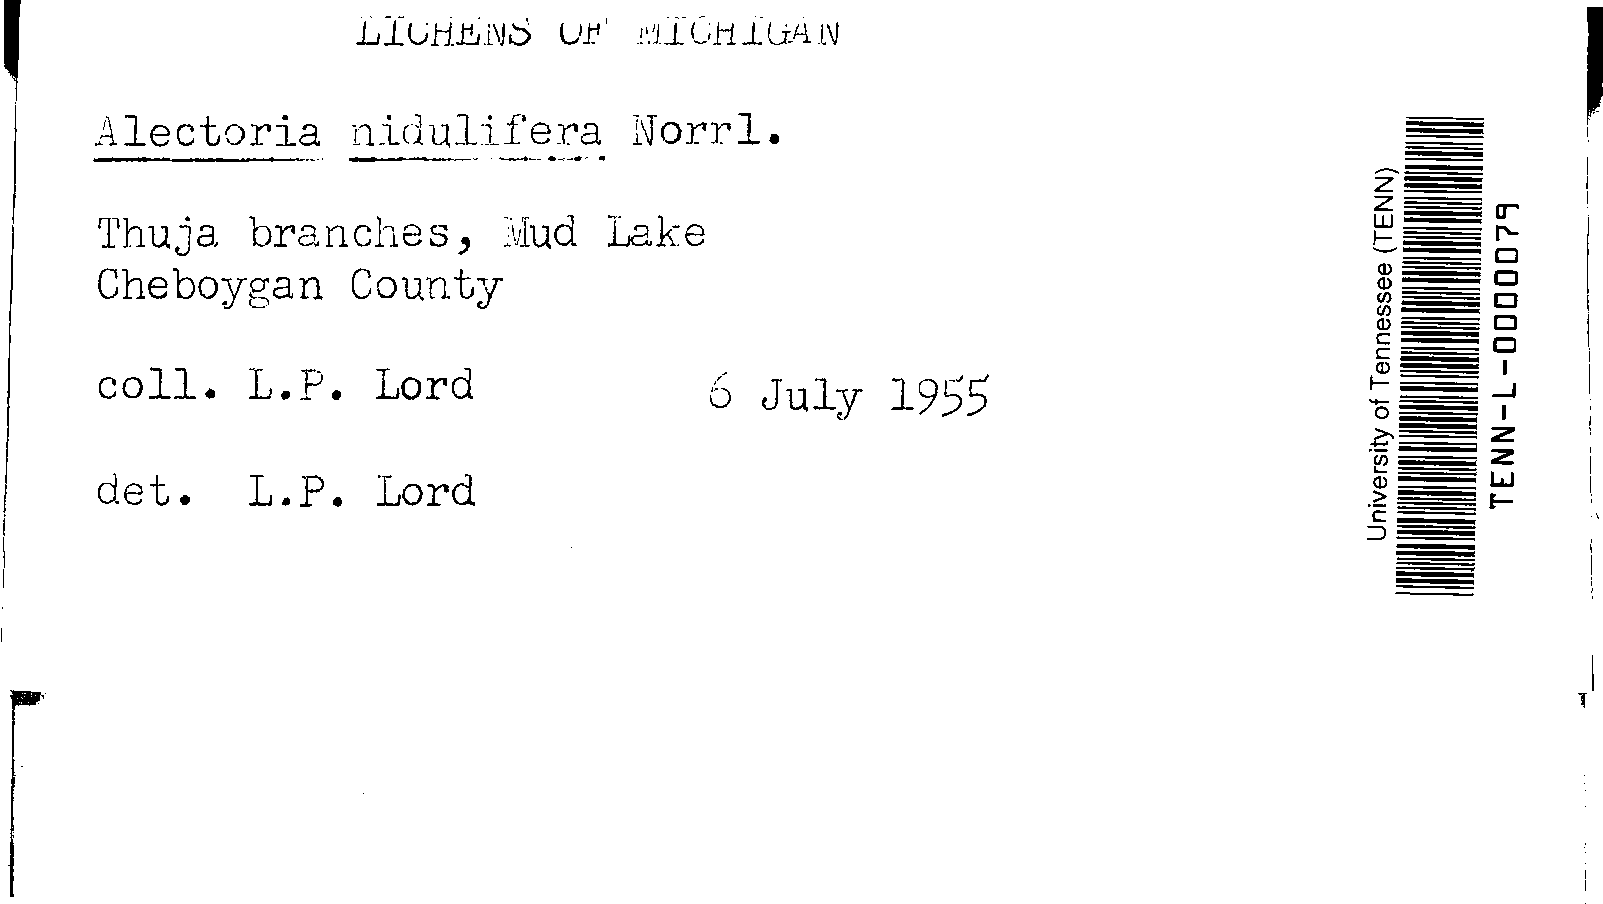 LICHENS OF MICHIGAN
Alectoria nidulifera Norrl.
Thuja branches, Mud Lake
Cheboygan County
coll. L.P. Lord 6 July 1955
det. L.P. Lord
University of Tennessee (TENN)
TENN-L-0000079